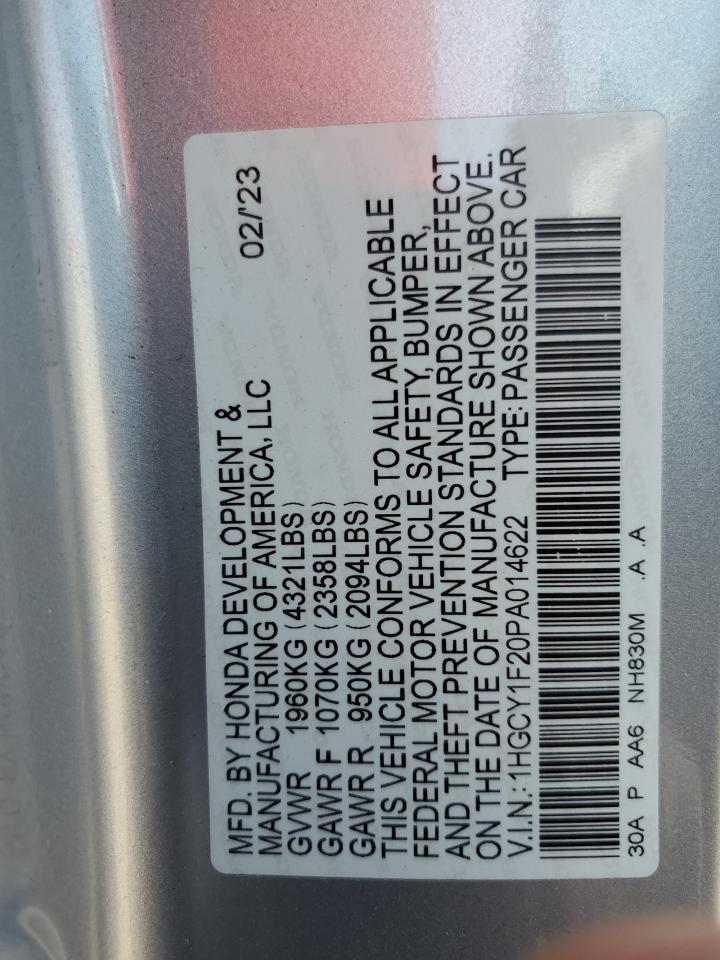 MFD. BY HONDA DEVELOPMENT & 02/'23
MANUFACTURING OF AMERICA, LLC
GVWR 1960KG (4321LBS)
GAWR F 1070KG (2358LBS)
GAWR R 950KG (2094LBS)
THIS VEHICLE CONFORMS TO ALL APPLICABLE
FEDERAL MOTOR VEHICLE SAFETY, BUMPER,
AND THEFT PREVENTION STANDARDS IN EFFECT
ON THE DATE OF MANUFACTURE SHOWN ABOVE.
V.I.N.: 1HGCY1F20PA014622 TYPE: PASSENGER CAR
30A P AA6 NH830M .A .A